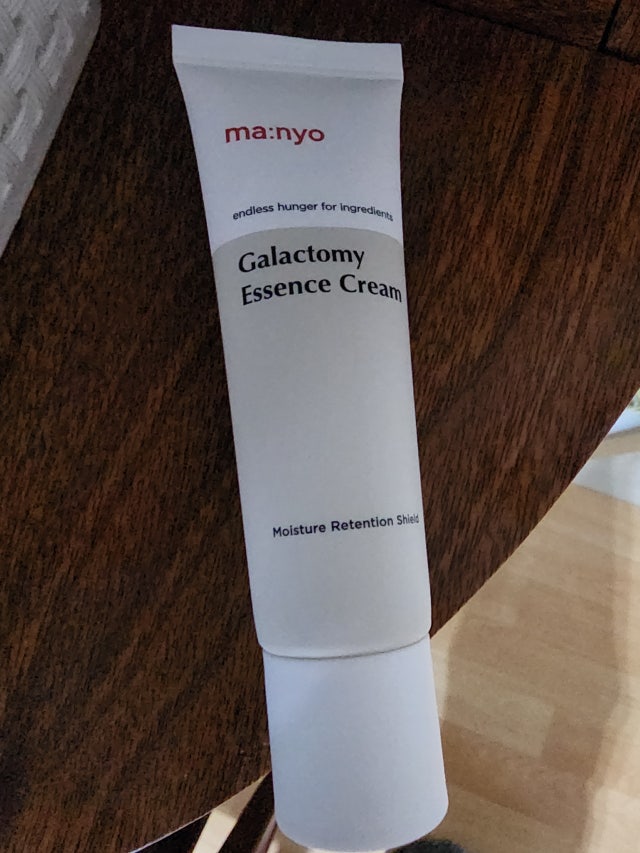 ma:nyo
endless hunger for ingredients
Galactomy
Essence Cream
Moisture Retention Shield